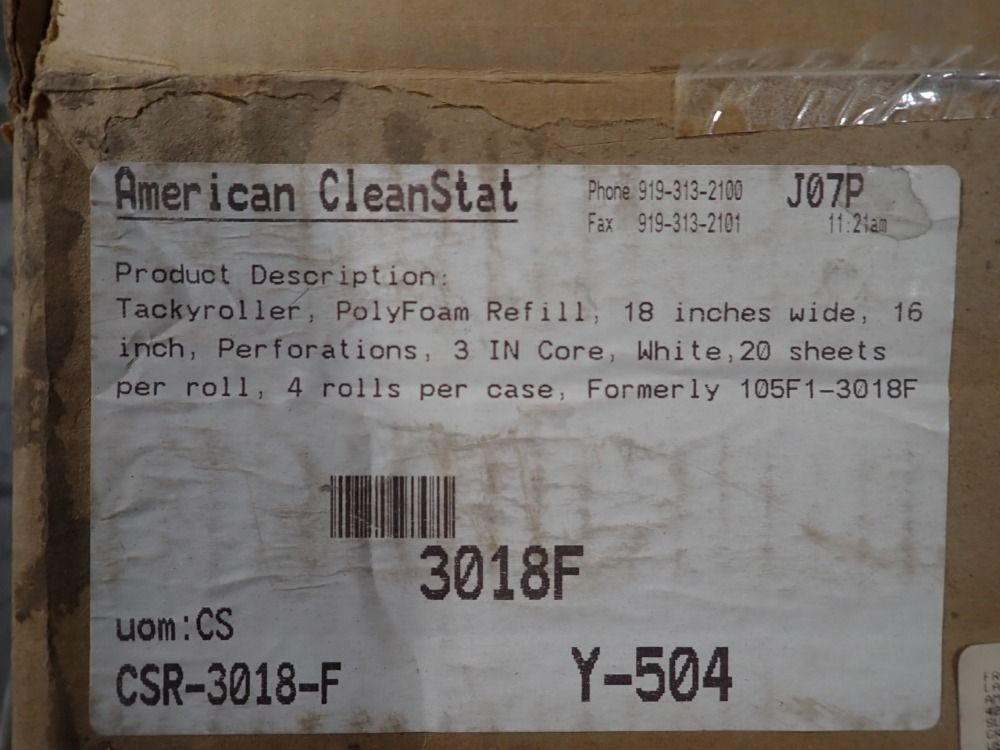 American CleanStat
Phone 919-313-2100
Fax 919-313-2101
J07P
11:21am
Product Description:
Tackyroller, PolyFoam Refill, 18 inches wide, 16
inch, Perforations, 3 IN Core, White,20 sheets
per roll, 4 rolls per case, Formerly 105F1-3018F
3018F
uom:CS
CSR-3018-F
Y-504